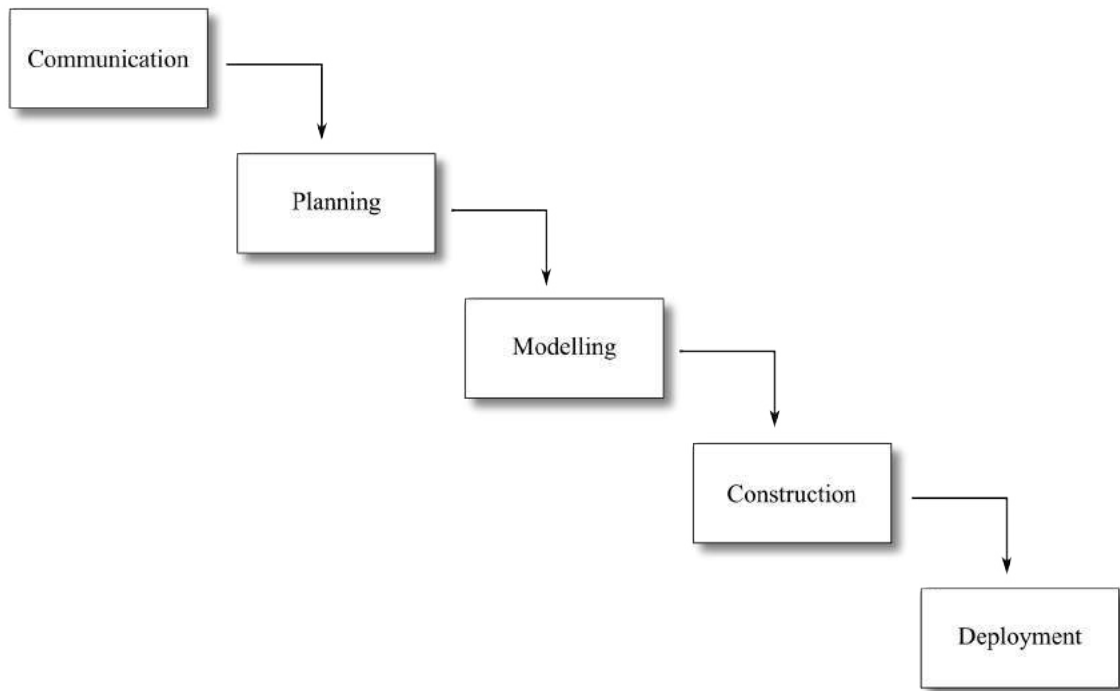 Communication
Planning
Modelling
Construction
Deployment